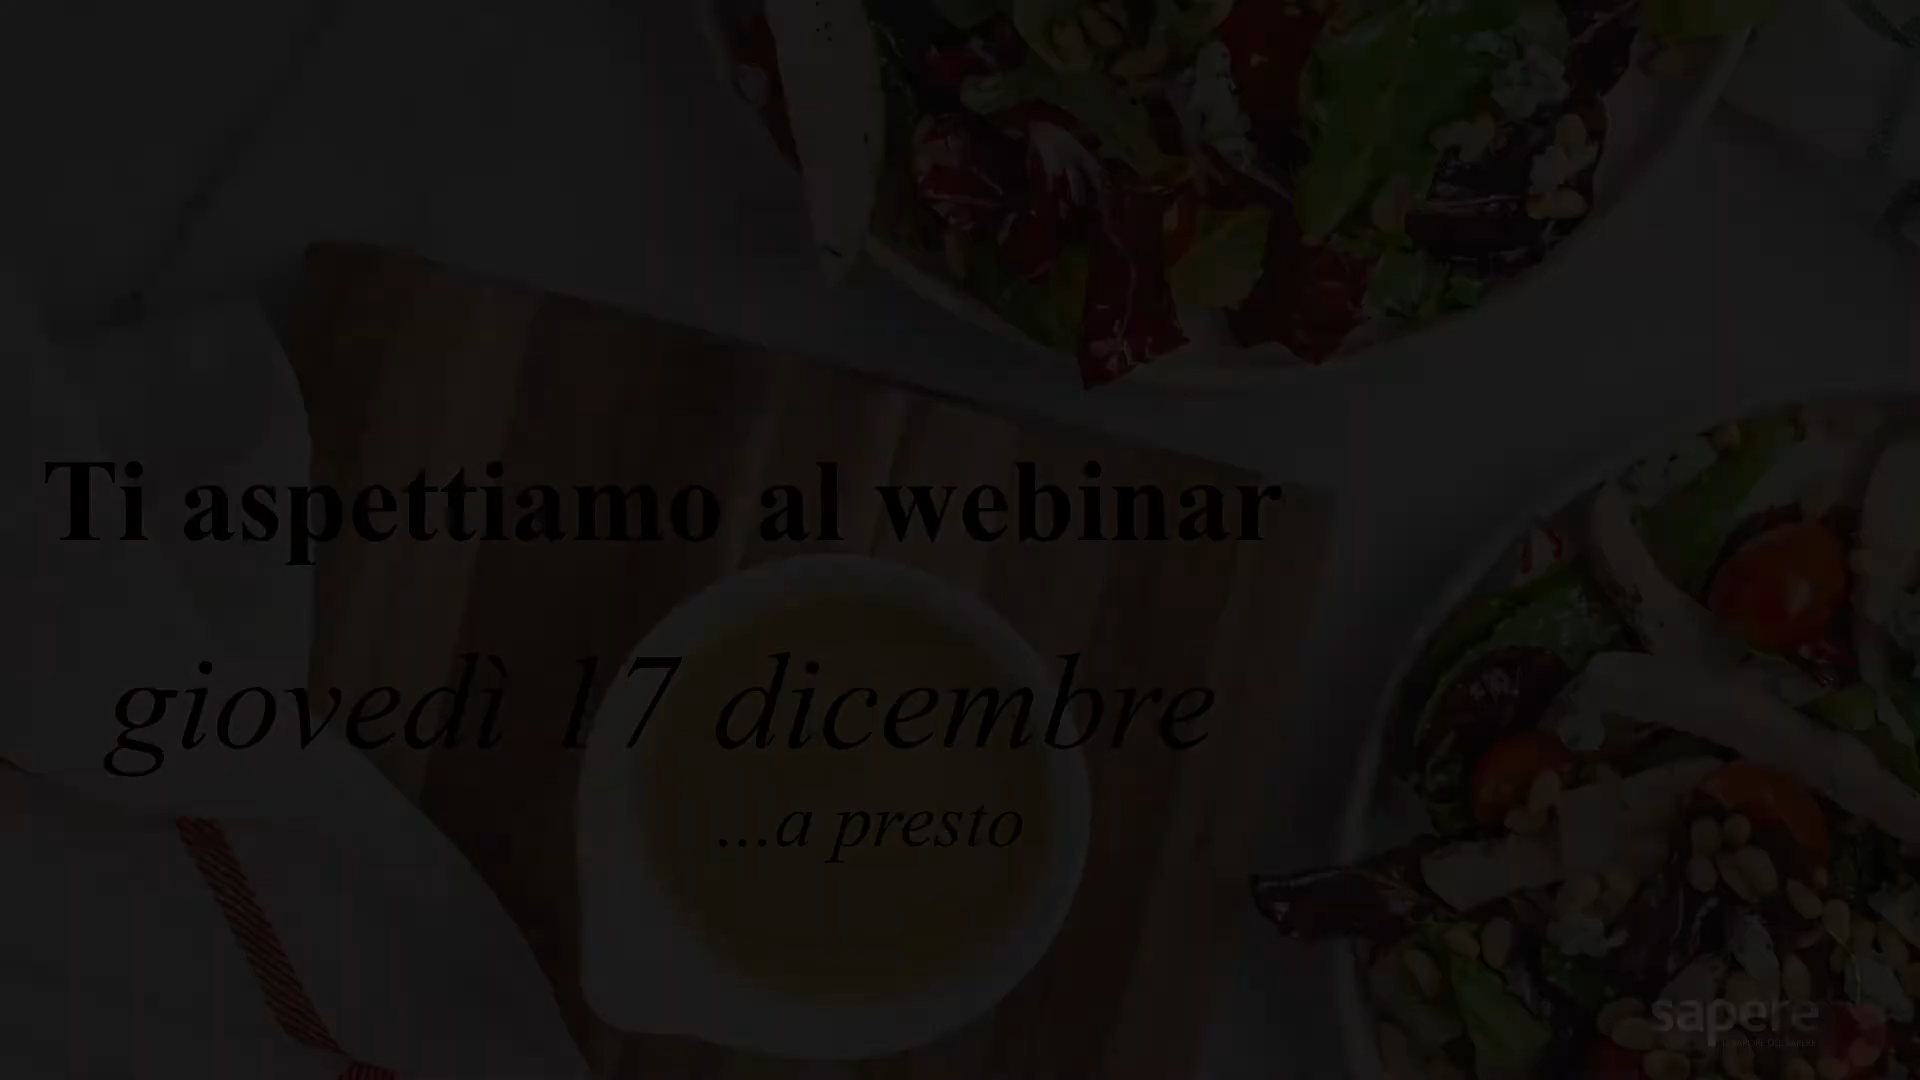 Ti aspettiamo al webinar
giovedì 17 dicembre
...a presto
sapere